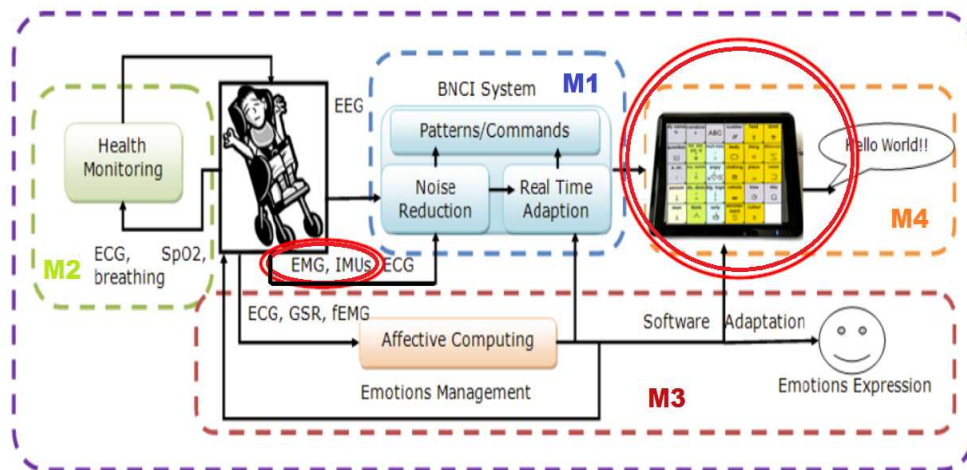 EEG
BNCI System
M1
Patterns/Commands
Noise
Reduction
Real Time
Adaption
Health
Monitoring
ECG, SpO2,
breathing
M2
EMG, IMUs, ECG
ABC
Hello World!!
M4
ECG, GSR, fEMG
Affective Computing
Emotions Management
Software Adaptation
Emotions Expression
M3